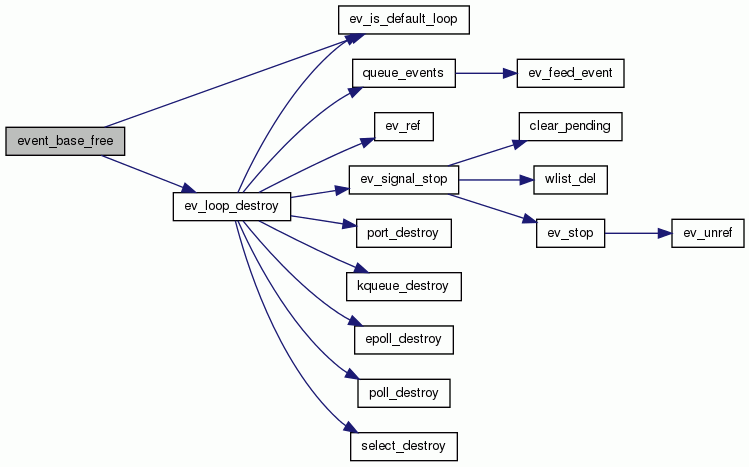 ev_is_default_loop
queue_events
ev_feed_event
ev_ref
clear_pending
event_base_free
ev_signal_stop
wlist_del
ev_loop_destroy
port_destroy
ev_stop
ev_unref
kqueue_destroy
epoll_destroy
poll_destroy
select_destroy